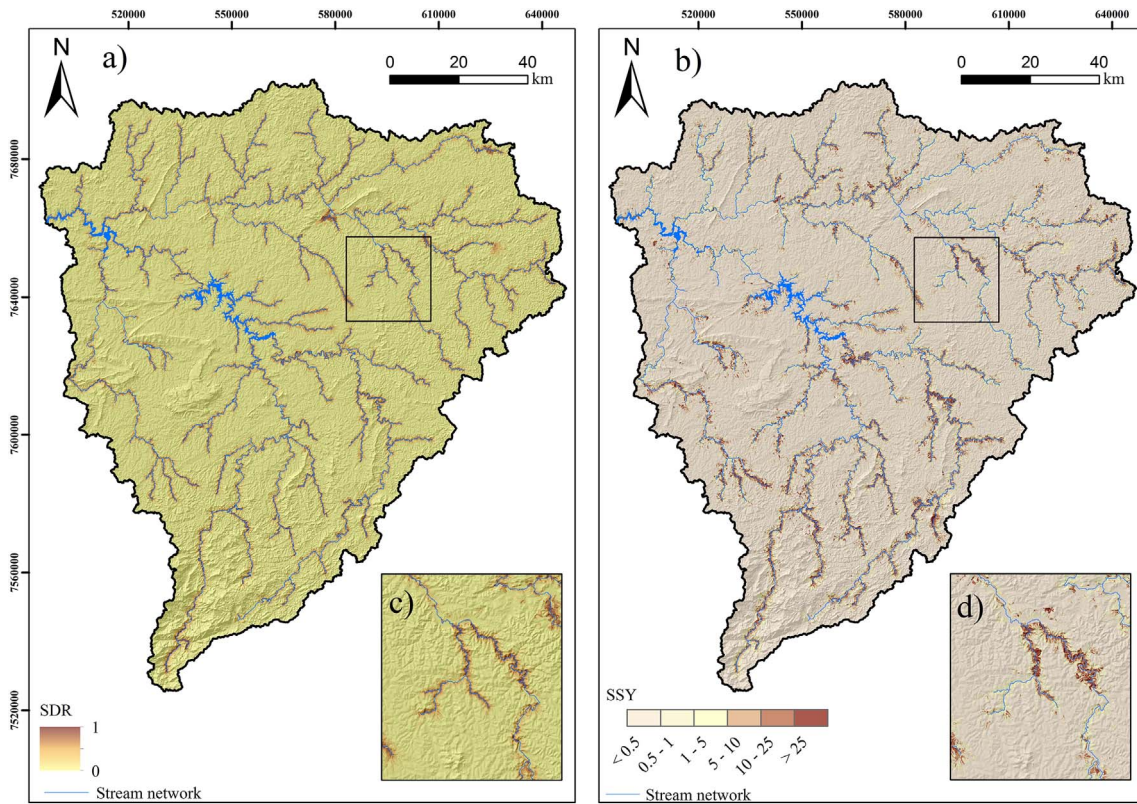 520000 550000 580000 610000 640000
520000 550000 580000 610000 640000
N
a)
0 20 40
km
N
b)
0 20 40
km
7680000
7640000
7600000
7560000
7520000
c)
d)
SDR
1
0
Stream network
SSY
< 0.5
0.5 - 1
1 - 5
5 - 10
10 - 25
> 25
Stream network